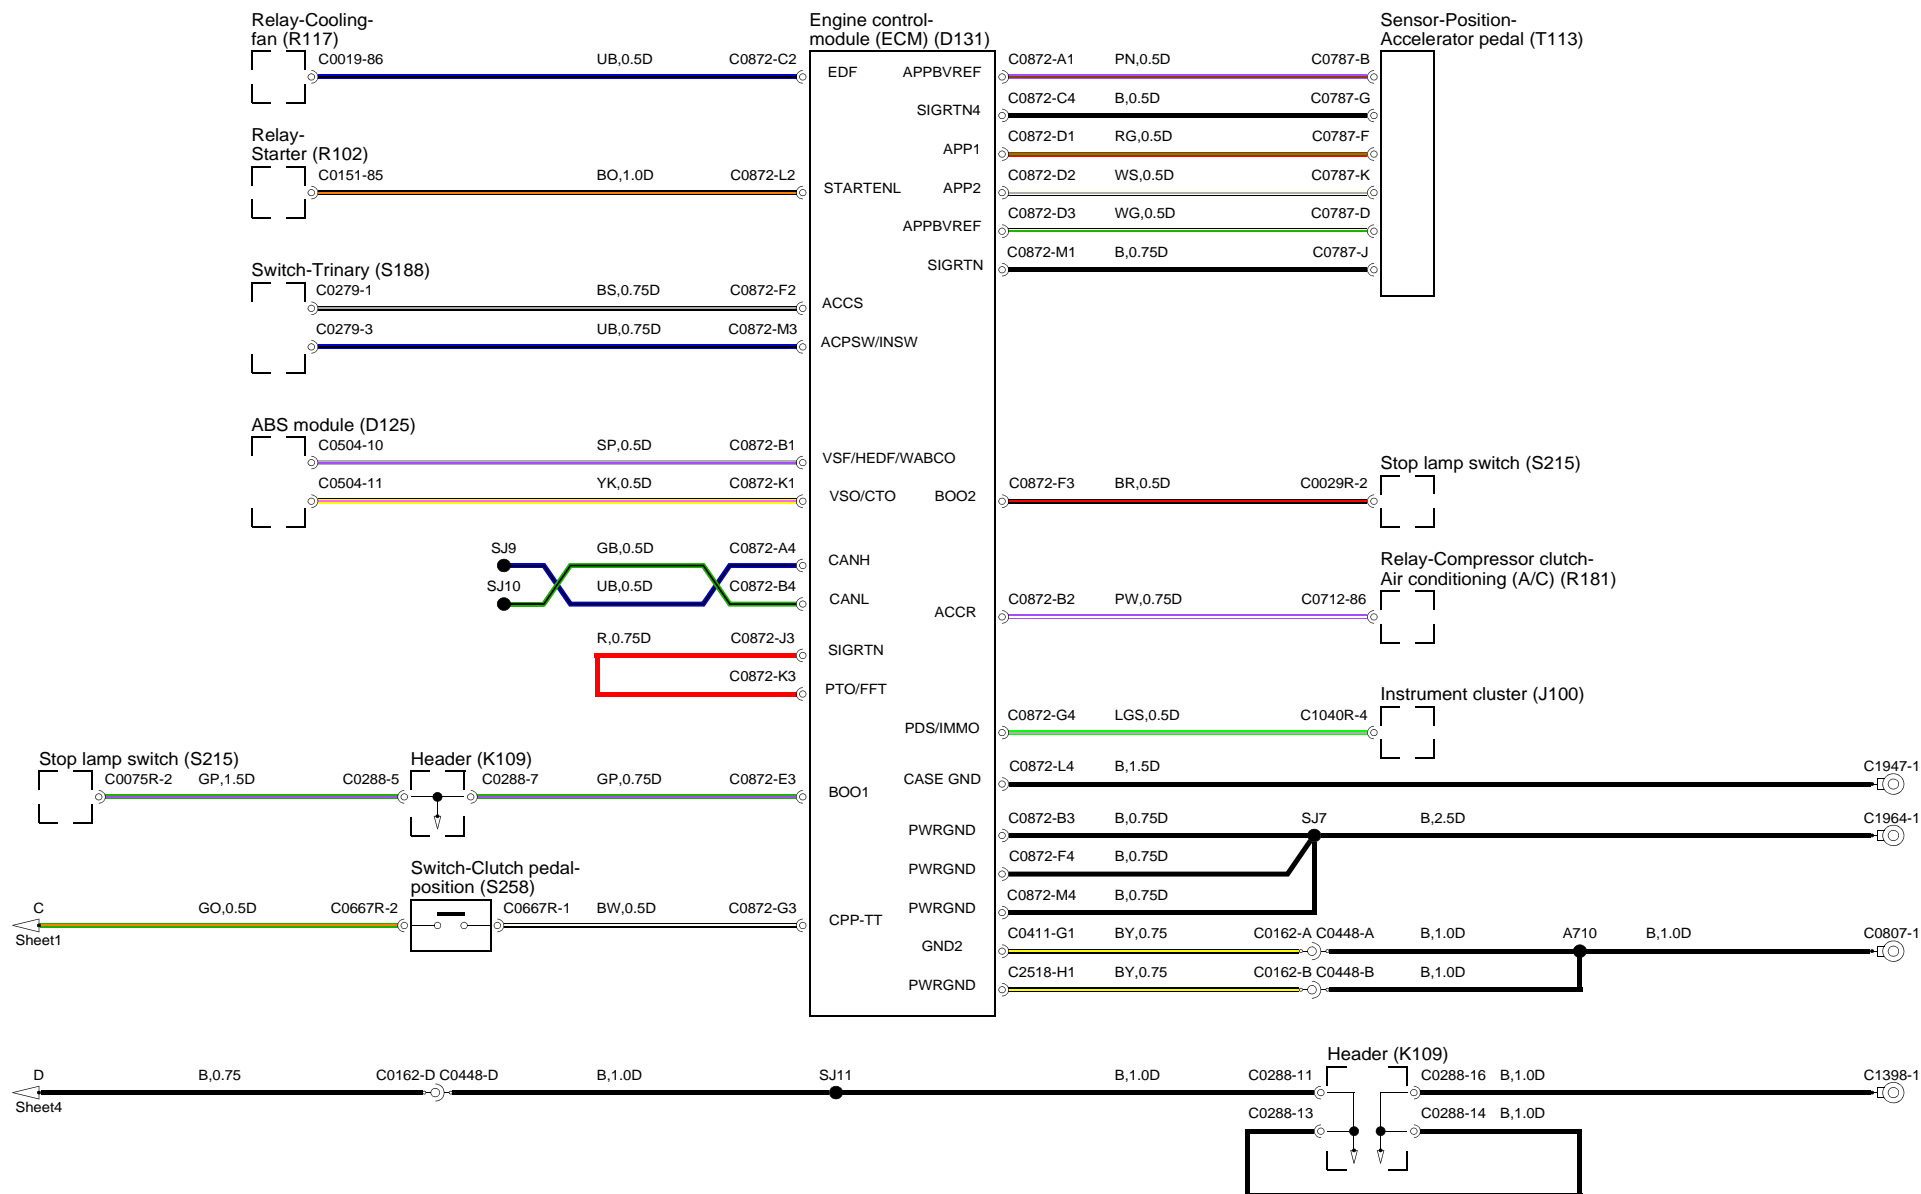 Relay-Cooling-
fan (R117)
C0019-86 UB,0.5D C0872-C2
Relay-
Starter (R102)
C0151-85 BO,1.0D C0872-L2
Switch-Trinary (S188)
C0279-1 BS,0.75D C0872-F2
C0279-3 UB,0.75D C0872-M3
ABS module (D125)
C0504-10 SP,0.5D C0872-B1
C0504-11 YK,0.5D C0872-K1
SJ9 GB,0.5D C0872-A4
SJ10 UB,0.5D C0872-B4
R,0.75D C0872-J3
C0872-K3
Stop lamp switch (S215)
C0075R-2 GP,1.5D C0288-5
Header (K109)
C0288-7 GP,0.75D C0872-E3
Switch-Clutch pedal-
position (S258)
C
Sheet1
GO,0.5D C0667R-2
C0667R-1 BW,0.5D C0872-G3
Engine control-
module (ECM) (D131)
EDF
STARTENL
ACCS
ACPSW/INSW
VSF/HEDF/WABCO
VSO/CTO
CANH
CANL
SIGRTN
PTO/FFT
BOO1
CPP-TT
APPBVREF
SIGRTN4
APP1
APP2
APPBVREF
SIGRTN
BOO2
ACCR
PDS/IMMO
CASE GND
PWRGND
PWRGND
PWRGND
GND2
PWRGND
Sensor-Position-
Accelerator pedal (T113)
C0872-A1 PN,0.5D C0787-B
C0872-C4 B,0.5D C0787-G
C0872-D1 RG,0.5D C0787-F
C0872-D2 WS,0.5D C0787-K
C0872-D3 WG,0.5D C0787-D
C0872-M1 B,0.75D C0787-J
Stop lamp switch (S215)
C0872-F3 BR,0.5D C0029R-2
Relay-Compressor clutch-
Air conditioning (A/C) (R181)
C0872-B2 PW,0.75D C0712-86
Instrument cluster (J100)
C0872-G4 LGS,0.5D C1040R-4
C0872-L4 B,1.5D C1947-1
C0872-B3 B,0.75D SJ7 B,2.5D C1964-1
C0872-F4 B,0.75D
C0872-M4 B,0.75D
C0411-G1 BY,0.75 C0162-A C0448-A B,1.0D A710 B,1.0D C0807-1
C2518-H1 BY,0.75 C0162-B C0448-B B,1.0D
Header (K109)
D
Sheet4
B,0.75 C0162-D C0448-D B,1.0D SJ11 B,1.0D C0288-11 C0288-16 B,1.0D C1398-1
C0288-13 C0288-14 B,1.0D